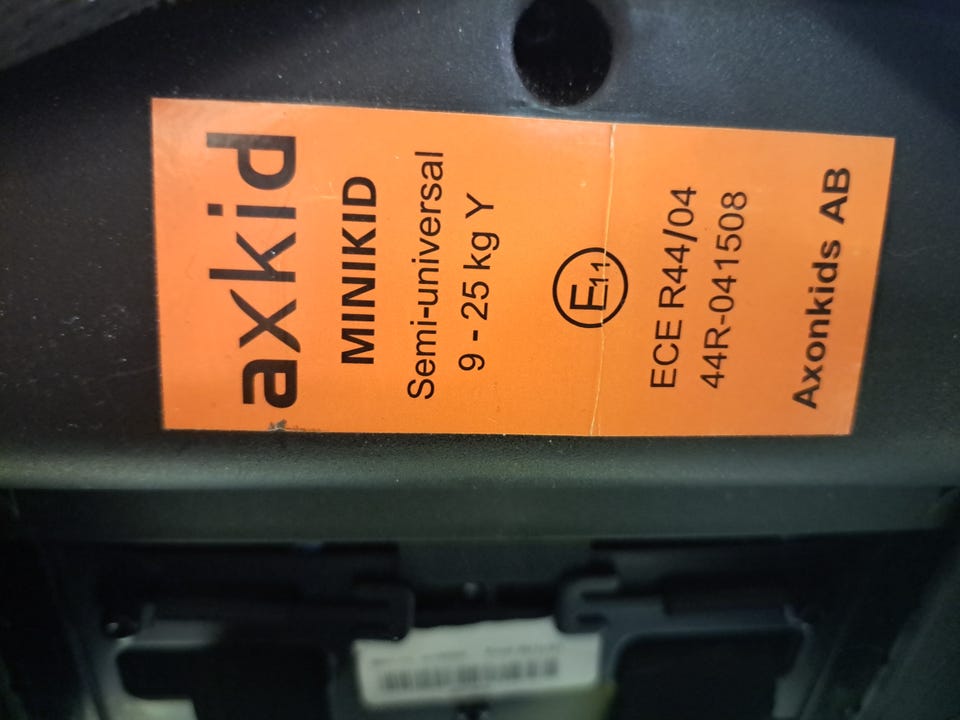 axkid
MINIKID
Semi-universal
9 - 25 kg Y
E11
ECE R44/04
44R-041508
Axonkids AB